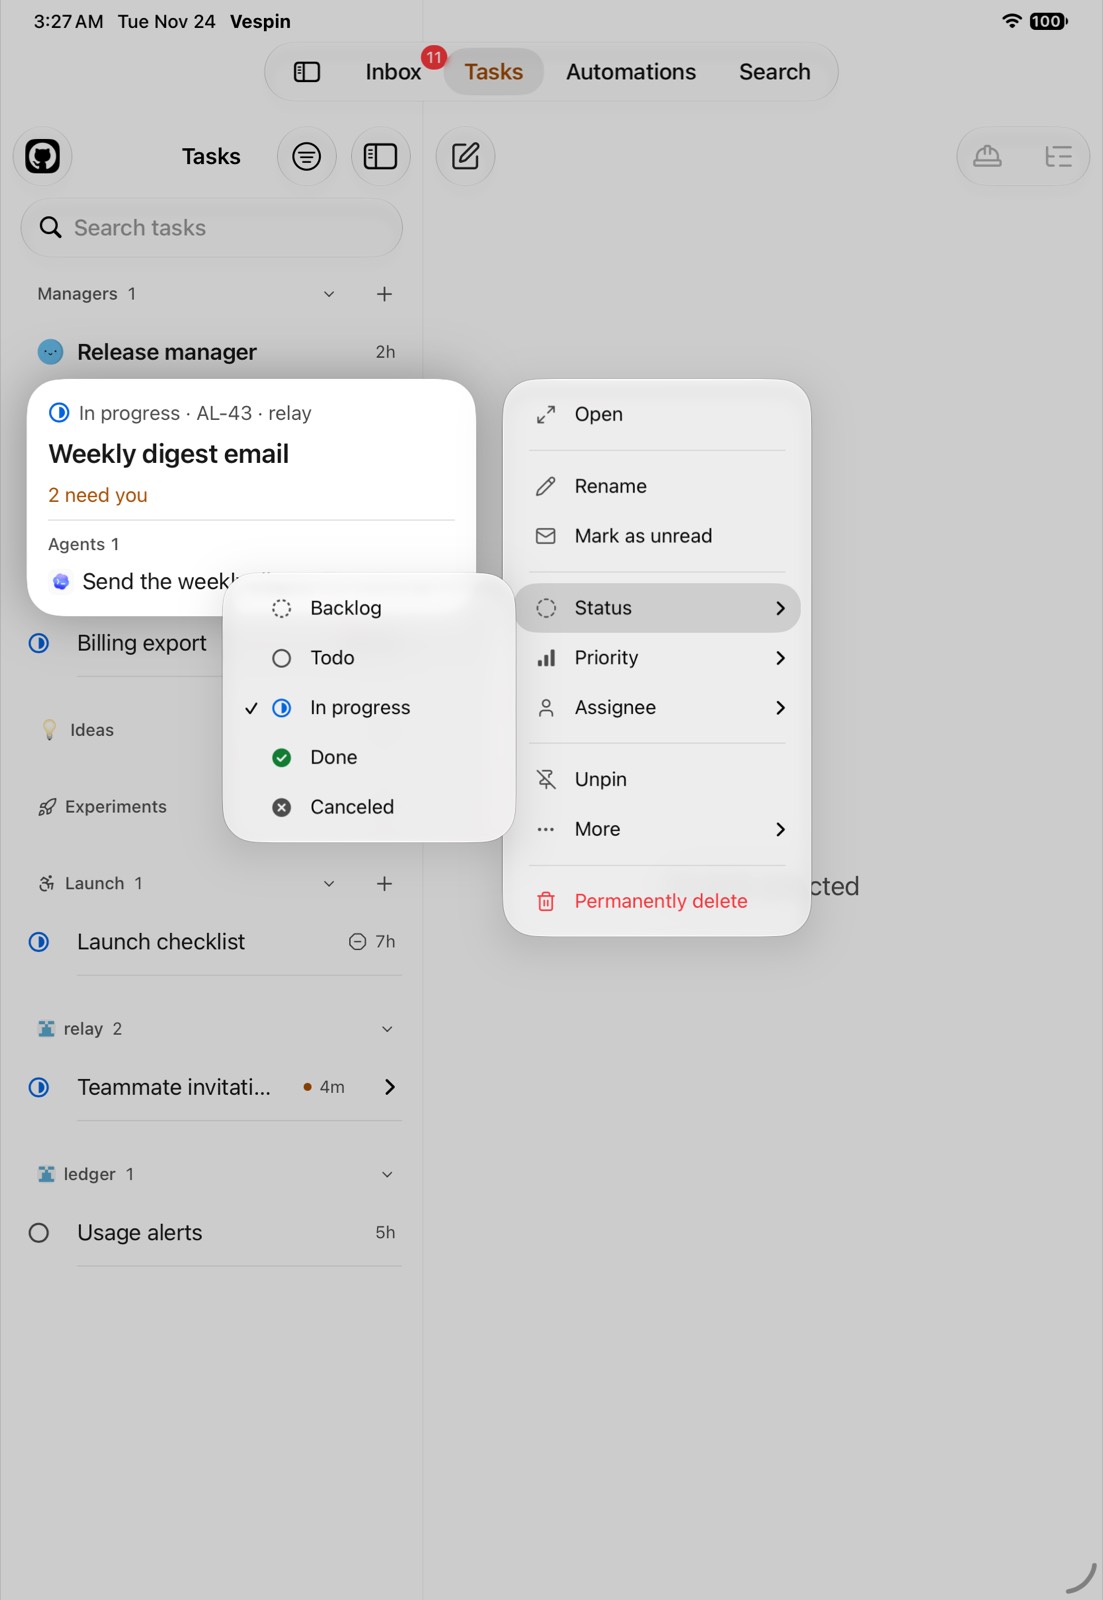 3:27 AM Tue Nov 24 Vespin
100
Inbox 11 Tasks Automations Search
Tasks
Search tasks
Managers 1
Release manager 2h
In progress · AL-43 · relay
Weekly digest email
2 need you
Agents 1
Send the weekl
Billing export
Ideas
Experiments
Launch 1
Launch checklist 7h
relay 2
Teammate invitati... 4m
ledger 1
Usage alerts 5h
Backlog
Todo
In progress
Done
Canceled
Open
Rename
Mark as unread
Status
Priority
Assignee
Unpin
More
Permanently delete
cted